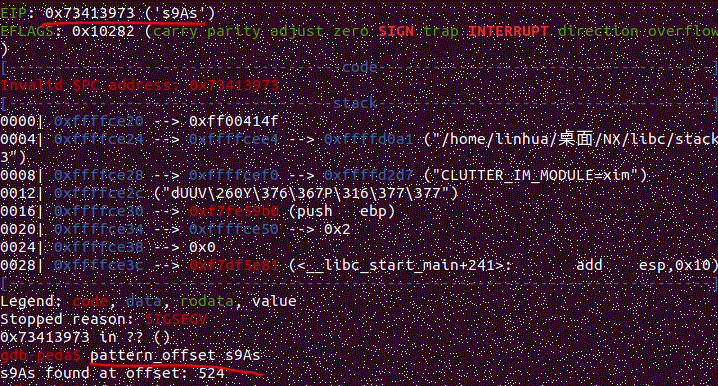 EIP: 0x73413973 ('s9As')
EFLAGS: 0x10282 (carry parity adjust zero SIGN trap INTERRUPT direction overflow
)
[------------------------------------code------------------------------------]
Invalid $PC address: 0x73413973
[------------------------------------stack-----------------------------------]
0000| 0xffffce20 --> 0xff00414f
0004| 0xffffce24 --> 0xffffcee4 --> 0xffffd0a1 ("/home/linhua/桌面/NX/libc/stack
3")
0008| 0xffffce28 --> 0xffffcef0 --> 0xffffd2d7 ("CLUTTER_IM_MODULE=xim")
0012| 0xffffce2c ("dUUV\260Y\376\367P\316\377\377")
0016| 0xffffce30 --> 0xf7fe59b0 (push ebp)
0020| 0xffffce34 --> 0xffffce50 --> 0x2
0024| 0xffffce38 --> 0x0
0028| 0xffffce3c --> 0xf7df5e81 (<__libc_start_main+241>: add esp,0x10)
[----------------------------------------------------------------------------]
Legend: code, data, rodata, value
Stopped reason: SIGSEGV
0x73413973 in ?? ()
gdb-peda$ pattern offset s9As
s9As found at offset: 524